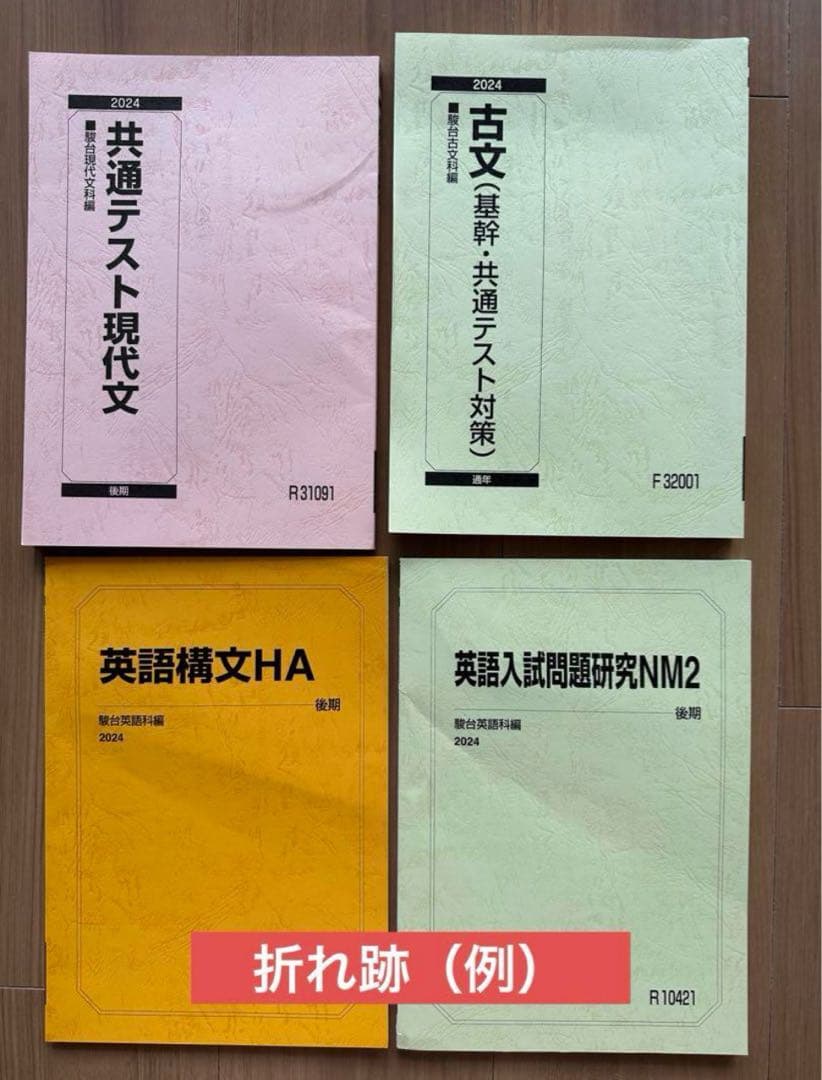 2024
共通テスト現代文
■駿台現代文科編
後期
R31091
2024
古文(基幹・共通テスト対策)
■駿台古文科編
通年
F32001
英語構文HA
後期
駿台英語科編
2024
英語入試問題研究NM2
後期
駿台英語科編
2024
R10421
折れ跡（例）